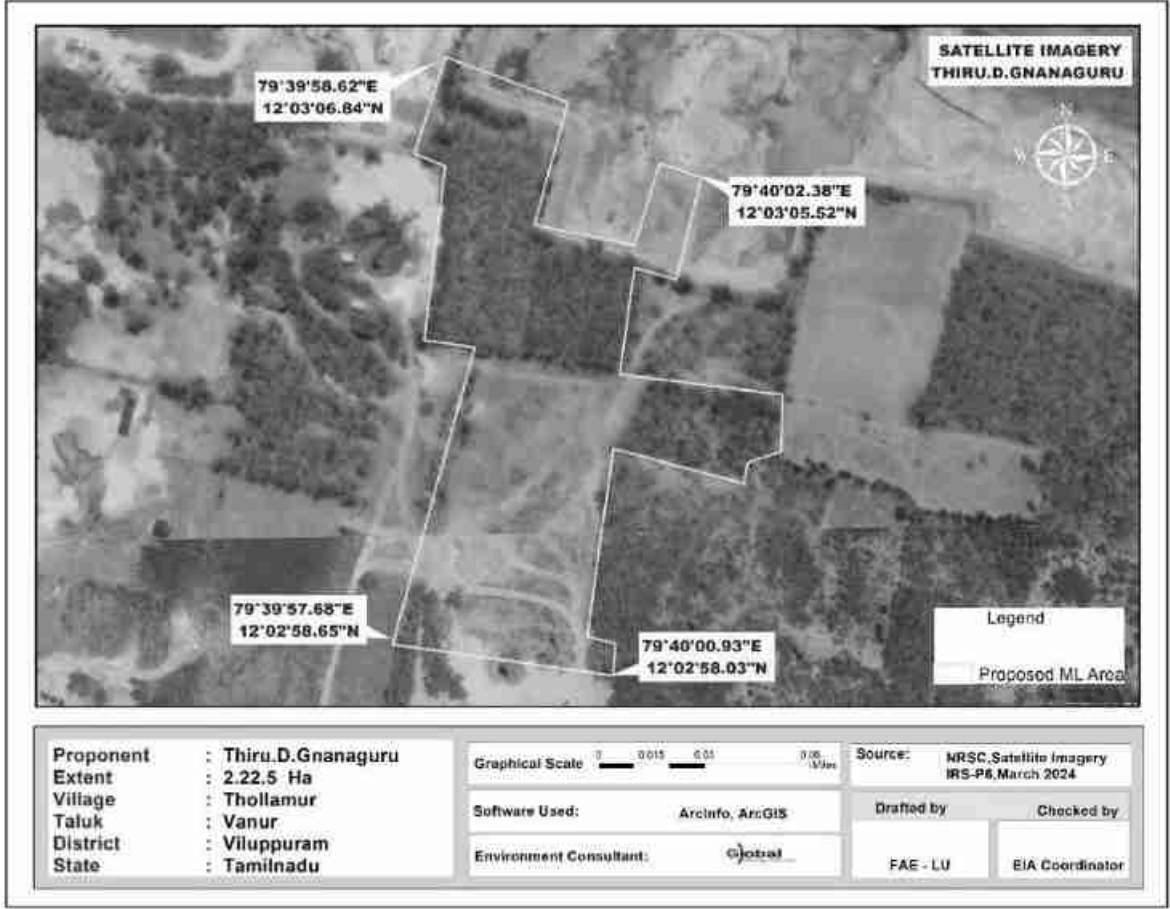 SATELLITE IMAGERY
THIRU.D.GNANAGURU
79°39'58.62"E
12°03'06.84"N
N
W E
79°40'02.38"E
12°03'05.52"N
79°39'57.68"E
12°02'58.65"N
79°40'00.93"E
12°02'58.03"N
Legend
Proposed ML Area
Proponent : Thiru.D.Gnanaguru
Extent : 2.22.5 Ha
Village : Thollamur
Taluk : Vanur
District : Viluppuram
State : Tamilnadu
Graphical Scale 0 0.015 0.03 0.06
Miles
Software Used: ArcInfo, ArcGIS
Environment Consultant: Global
Source: NRSC,Satellite Imagery
IRS-P6,March 2024
Drafted by Checked by
FAE - LU EIA Coordinator